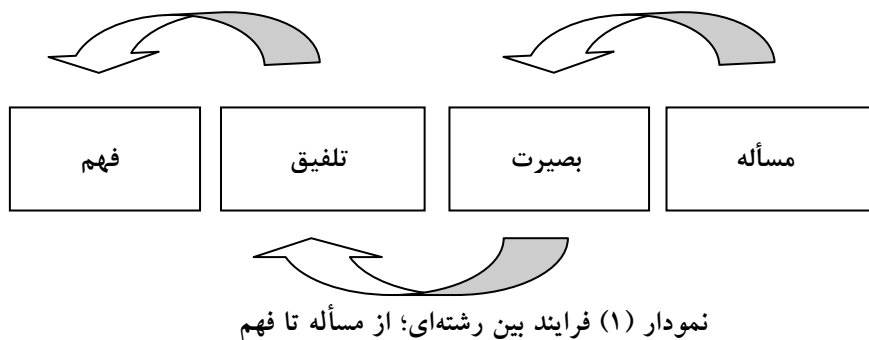 مسأله
بصیرت
تلفیق
فهم
نمودار (۱) فرایند بین رشته‌ای؛ از مسأله تا فهم